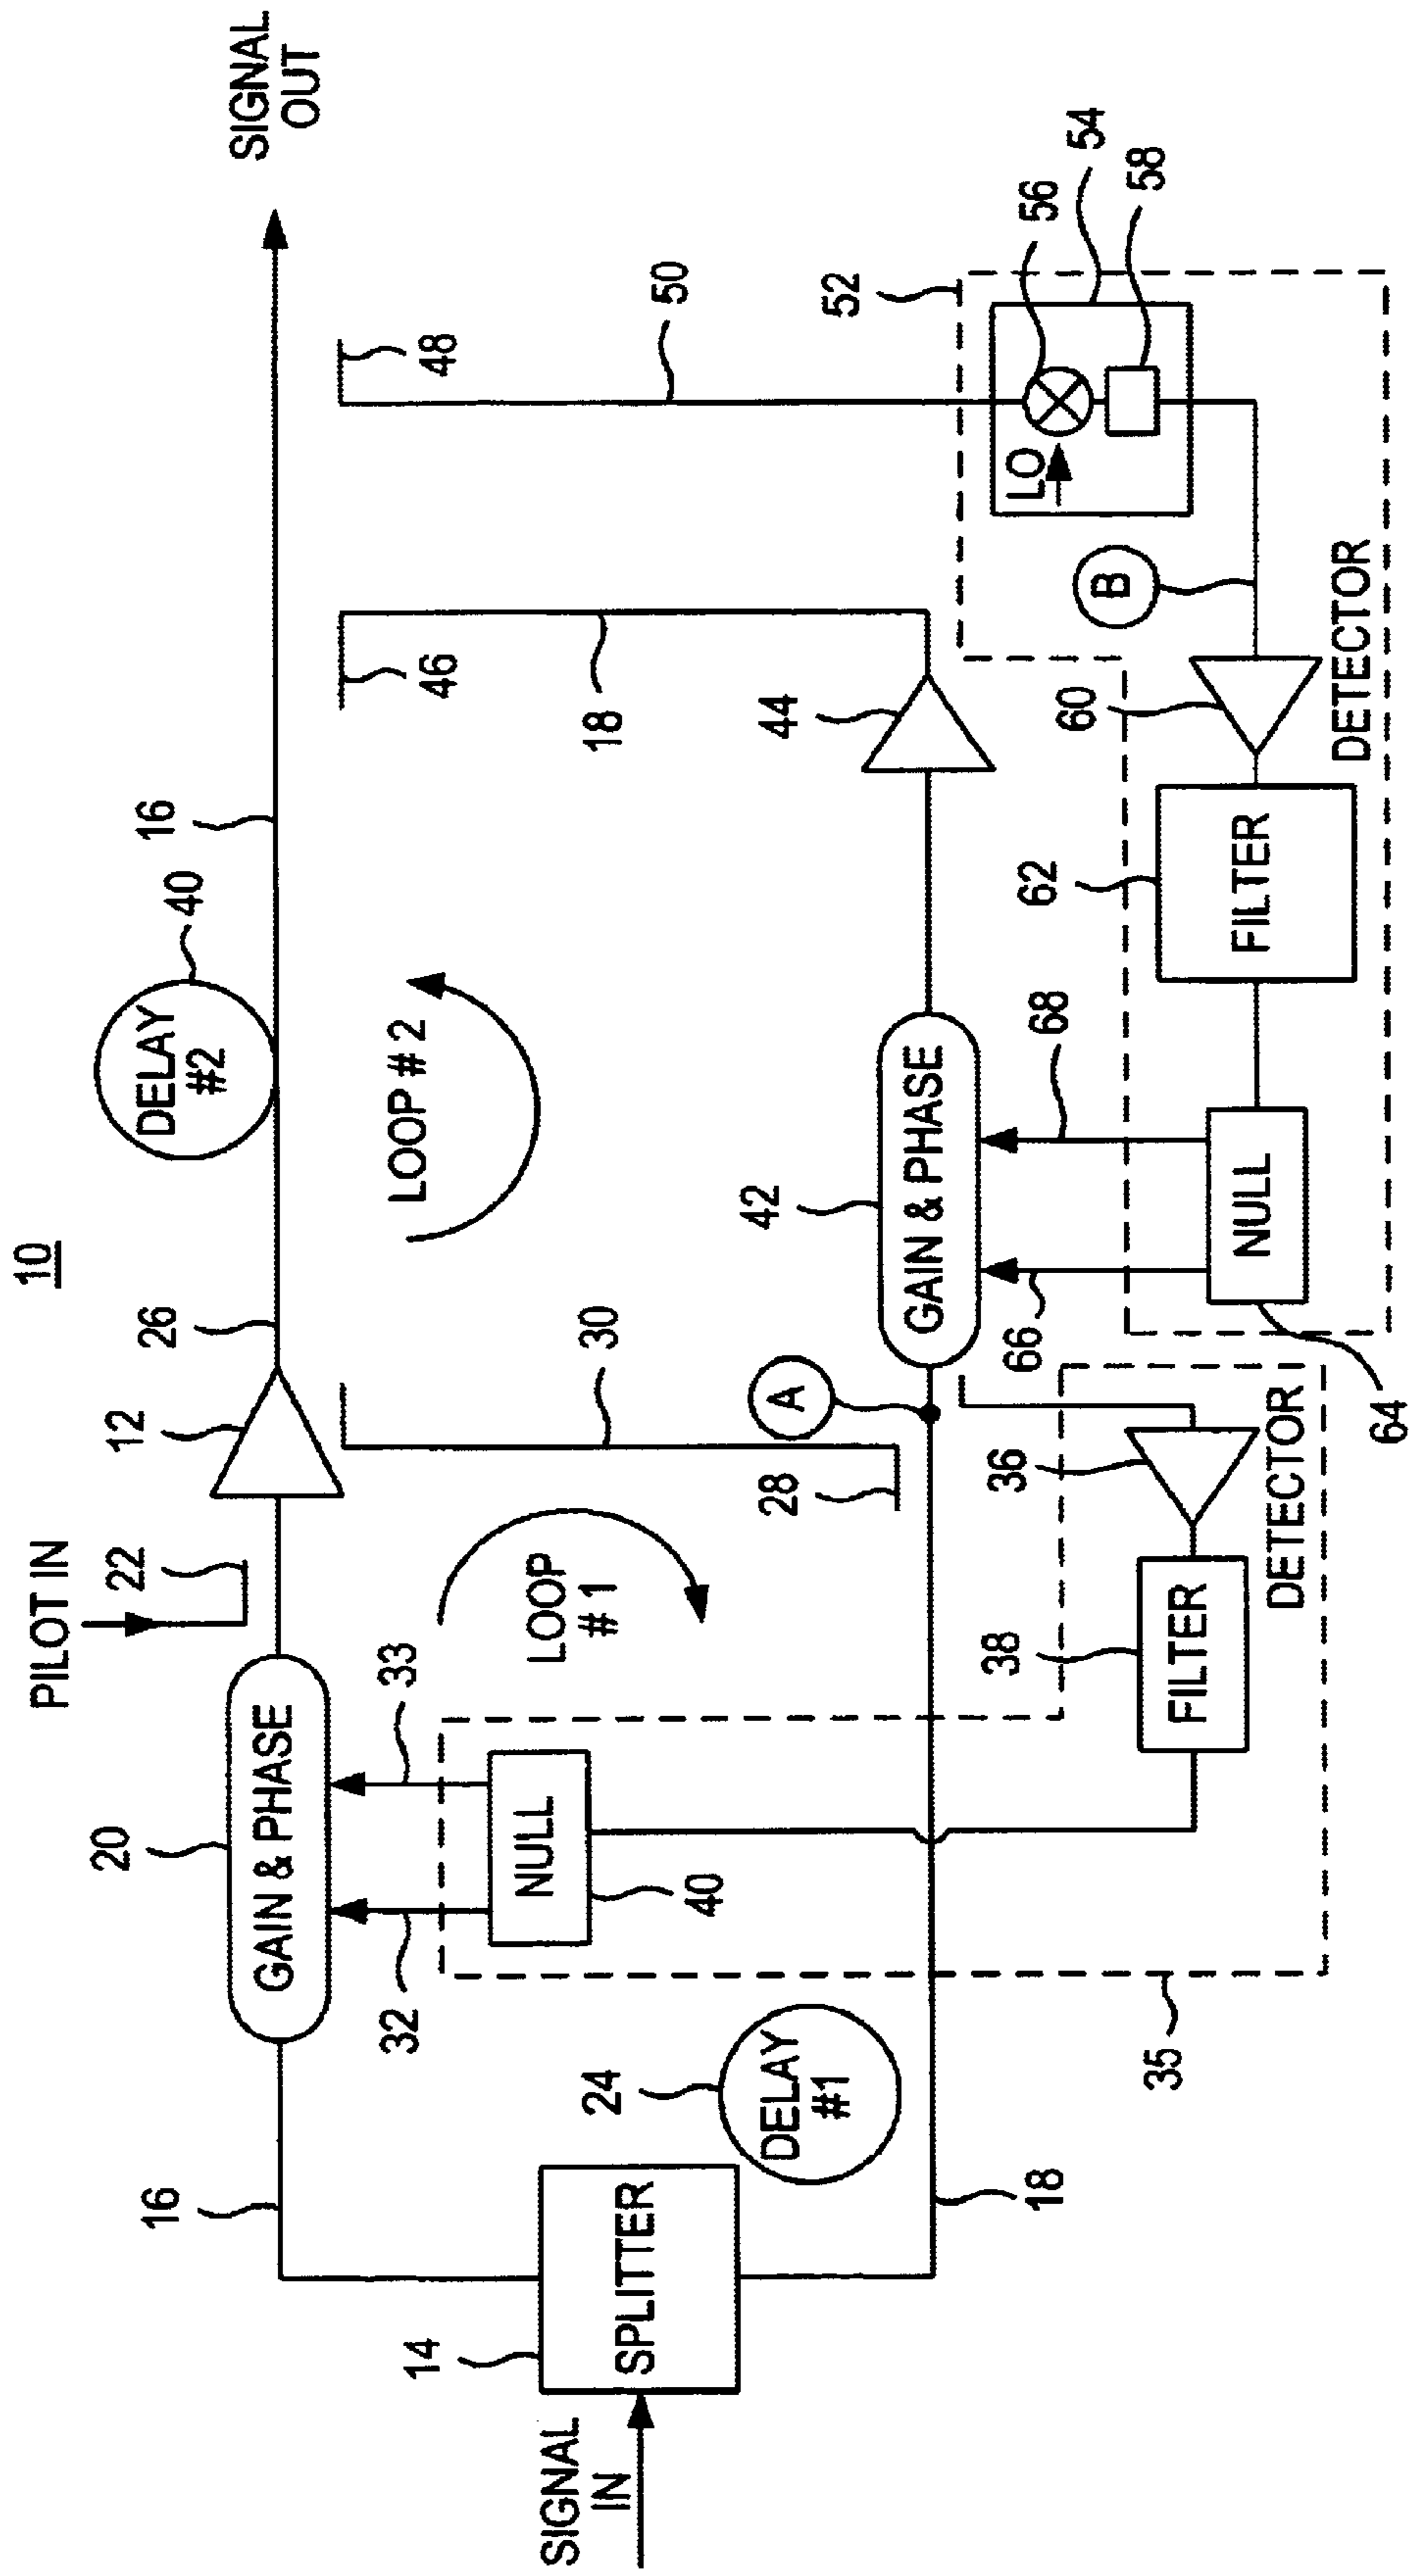 10
SIGNAL
IN
14
SPLITTER
16
18
24
DELAY
#1
20
GAIN & PHASE
32
33
NULL
40
PILOT IN
22
LOOP
#1
12
26
30
28
A
35
36
38
FILTER
DETECTOR
DELAY
#2
40
16
LOOP #2
42
GAIN & PHASE
44
18
46
48
50
SIGNAL
OUT
52
54
56
58
LO
B
60
62
FILTER
DETECTOR
NULL
64
66
68